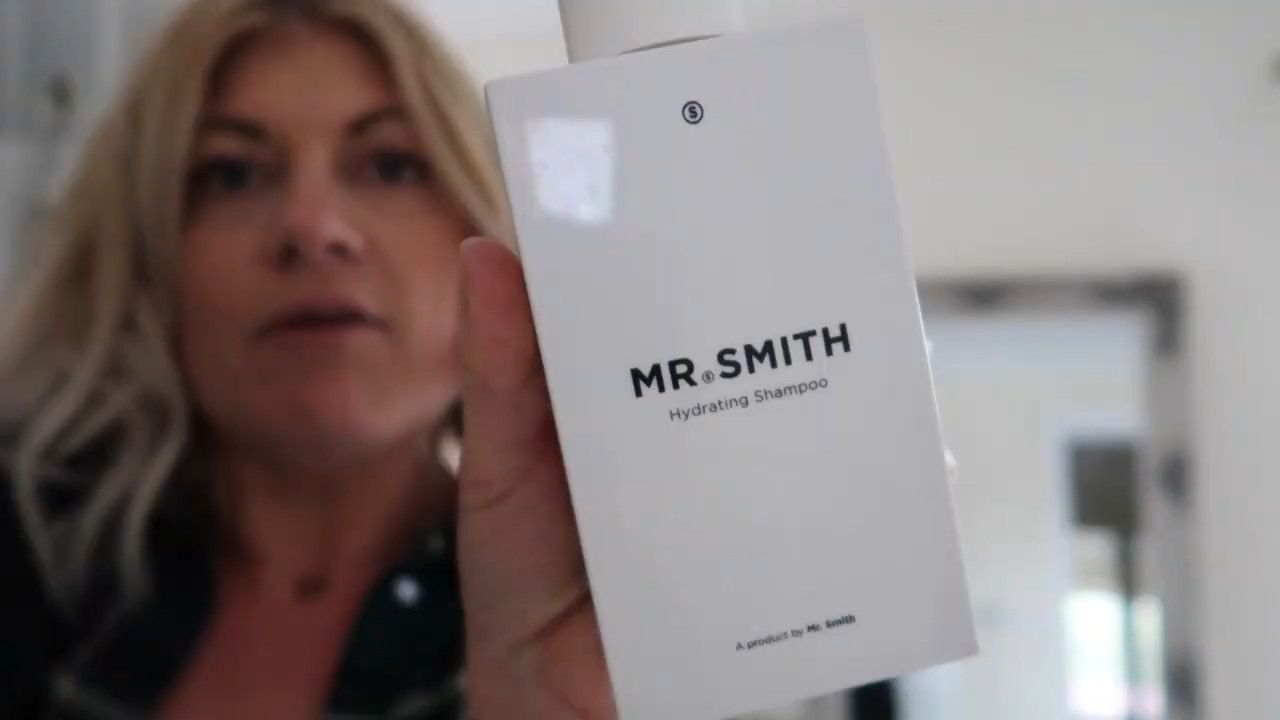 Ⓢ
MR Ⓢ SMITH
Hydrating Shampoo
A product by Mr. Smith